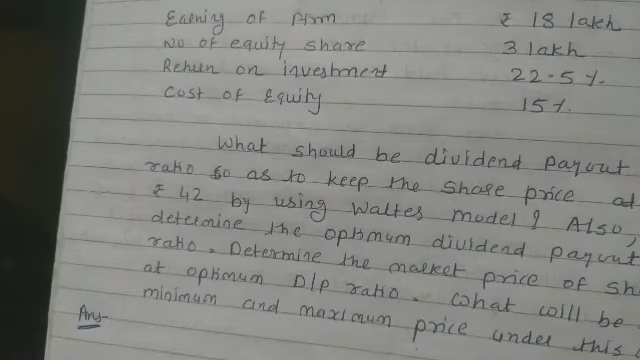 Earning of Firm ₹ 18 lakh
No of equity share 3 lakh
Return on investment 22.5 %.
Cost of Equity 15 %.
What should be dividend payout
ratio so as to keep the share price at
₹ 42 by using Walter model? Also,
determine the optimum dividend payout
ratio. Determine the market price of sh
at optimum D/p ratio. What will be
minimum and maximum price under this
Ans-